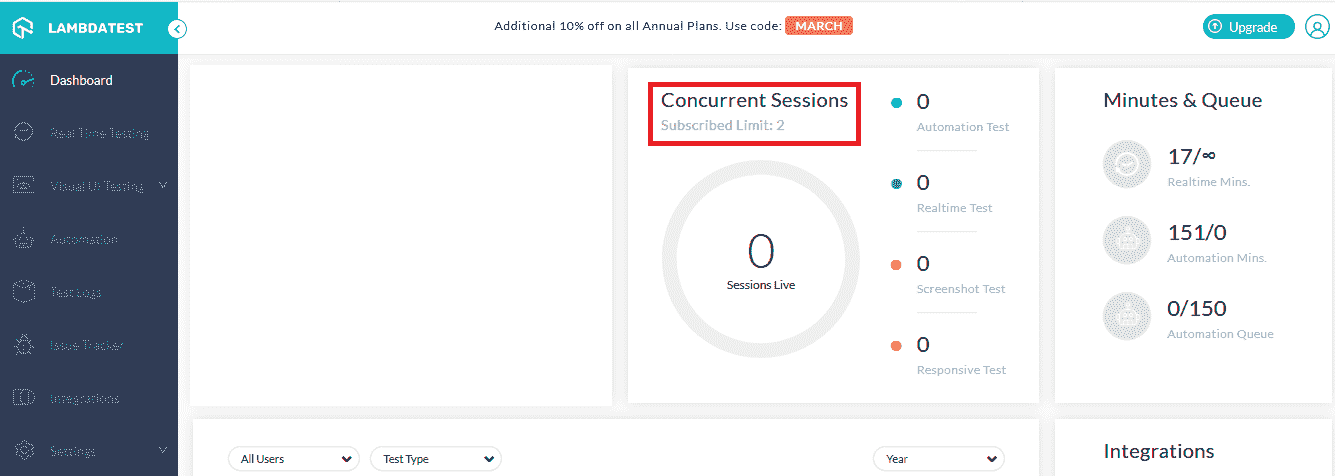 LAMBDATEST
Additional 10% off on all Annual Plans. Use code: MARCH
Upgrade
Dashboard
Real Time Testing
Visual UI Testing
Automation
Test Logs
Issue Tracker
Integrations
Settings
Concurrent Sessions
Subscribed Limit: 2
0
Sessions Live
0
Automation Test
0
Realtime Test
0
Screenshot Test
0
Responsive Test
Minutes & Queue
17/∞
Realtime Mins.
151/0
Automation Mins.
0/150
Automation Queue
All Users
Test Type
Year
Integrations